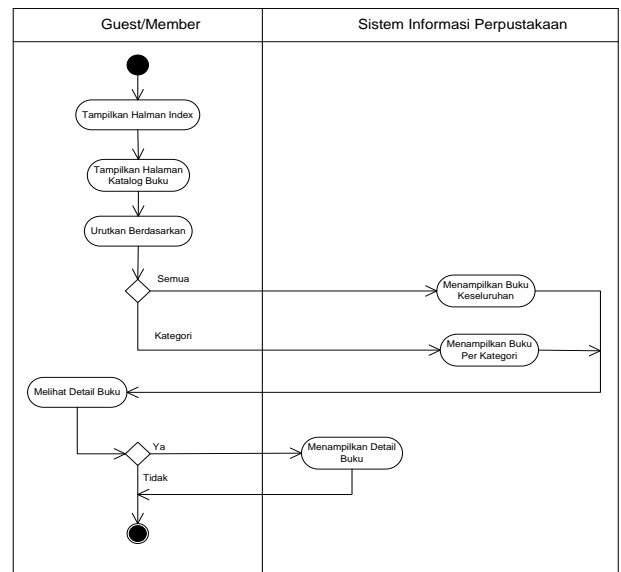 Guest/Member
Sistem Informasi Perpustakaan
Tampilkan Halman Index
Tampilkan Halaman
Katalog Buku
Urutkan Berdasarkan
Semua
Menampilkan Buku
Keseluruhan
Kategori
Menampilkan Buku
Per Kategori
Melihat Detail Buku
Ya
Menampilkan Detail
Buku
Tidak